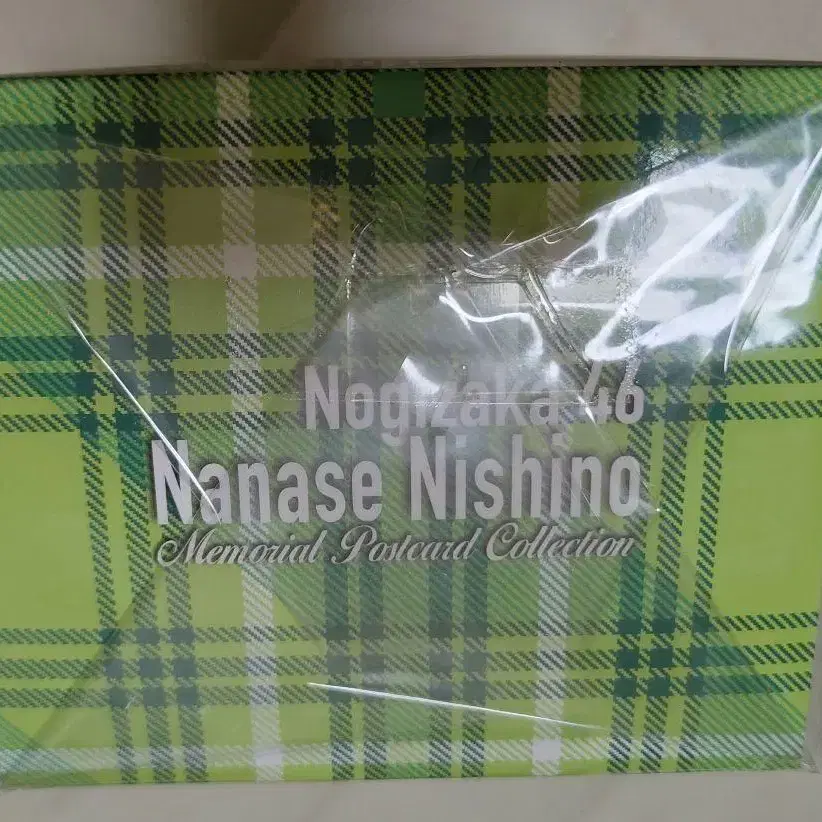 Nogizaka 46
Nanase Nishino
Memorial Postcard Collection